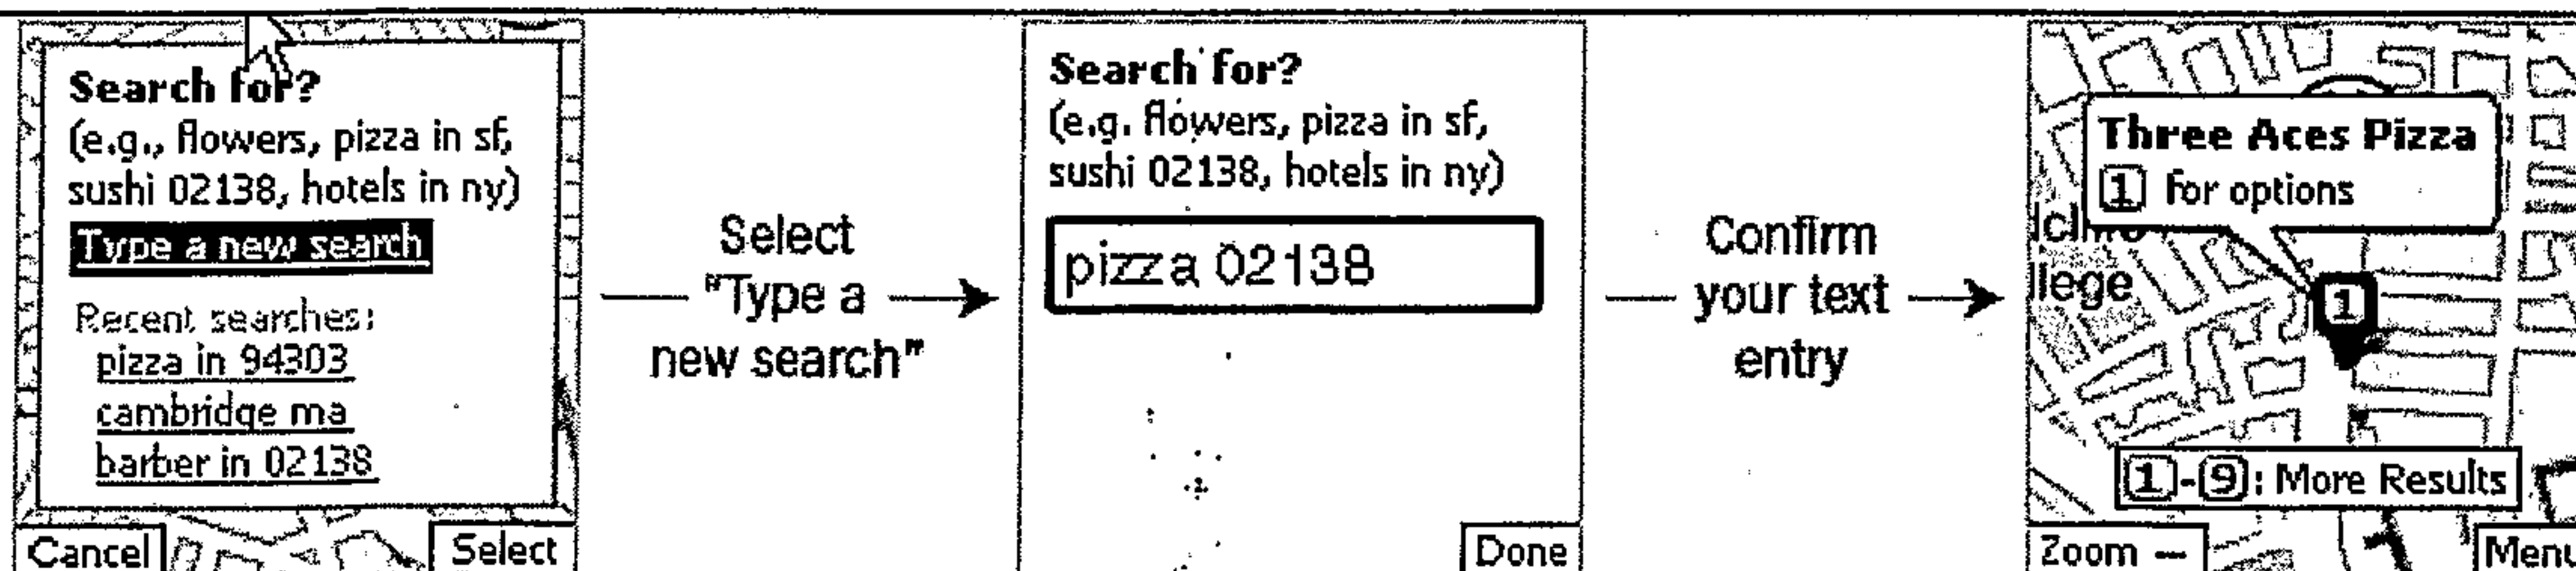 Search for?
(e.g., flowers, pizza in sf,
sushi 02138, hotels in ny)
Type a new search
Recent searches:
pizza in 94303
cambridge ma
barber in 02138
Cancel
Select
Select
"Type a
new search"
Search for?
(e.g. flowers, pizza in sf,
sushi 02138, hotels in ny)
pizza 02138
Done
Confirm
your text
entry
Three Aces Pizza
1 for options
llege
1
1-9: More Results
Zoom –
Menu